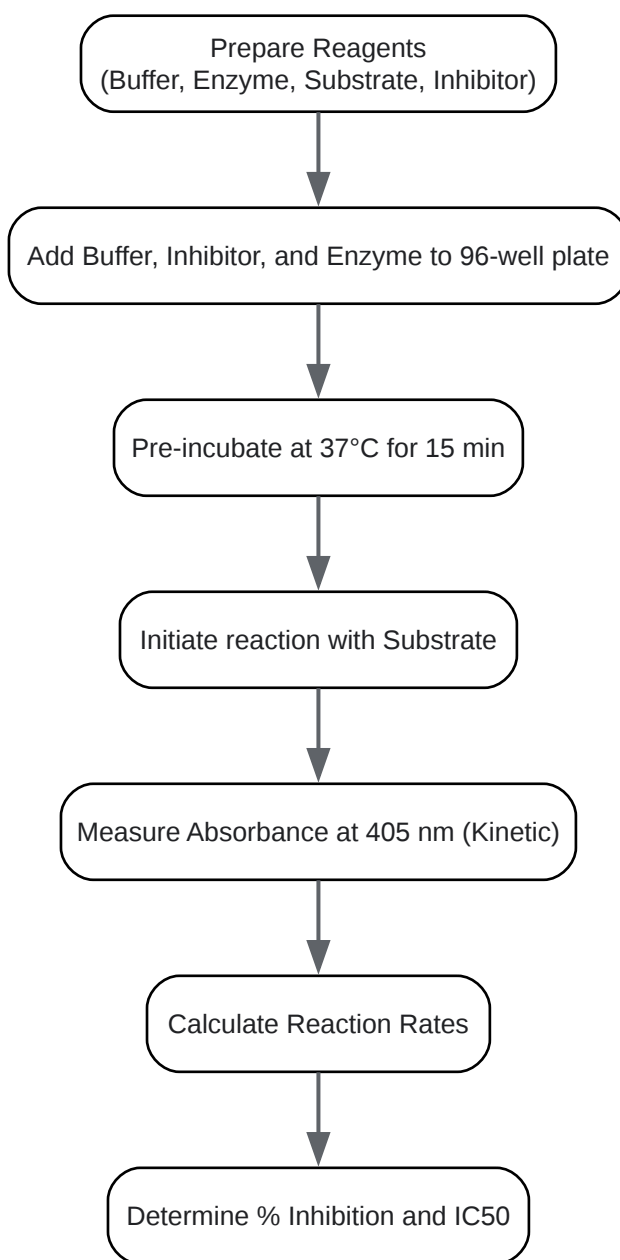 Prepare Reagents
(Buffer, Enzyme, Substrate, Inhibitor)
Add Buffer, Inhibitor, and Enzyme to 96-well plate
Pre-incubate at 37°C for 15 min
Initiate reaction with Substrate
Measure Absorbance at 405 nm (Kinetic)
Calculate Reaction Rates
Determine % Inhibition and IC50